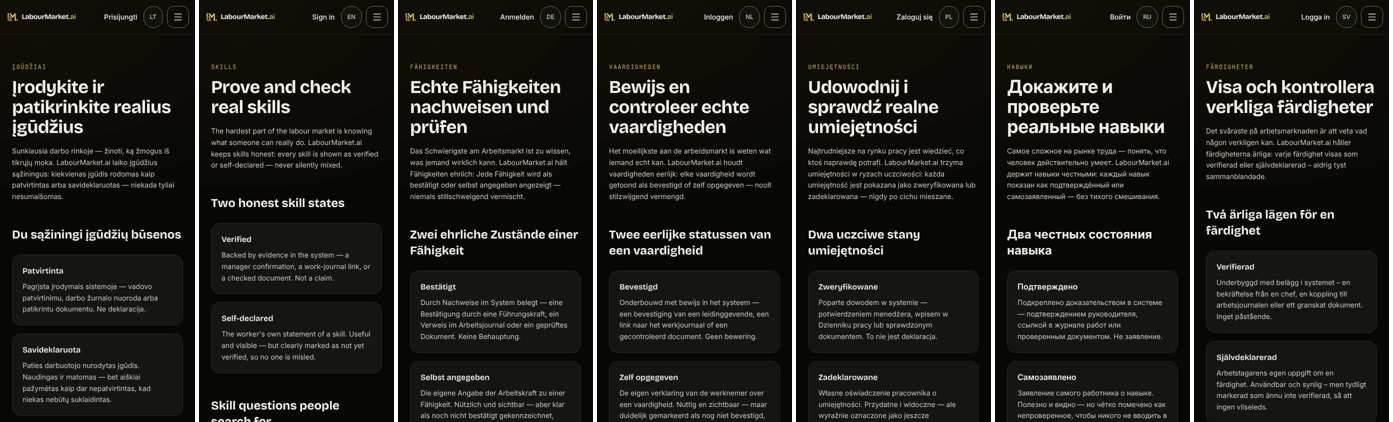 LabourMarket.ai
Prisijungti
LT
ĮGŪDŽIAI
Įrodykite ir
patikrinkite realius
įgūdžius
Sunkiausia darbo rinkoje — žinoti, ką žmogus iš
tikrųjų moka. LabourMarket.ai laiko įgūdžius
sąžiningus: kiekvienas įgūdis rodomas kaip
patvirtintas arba savideklaruotas — niekada tyliai
nesumaišomas.
Du sąžiningi įgūdžių būsenos
Patvirtinta
Pagrįsta įrodymais sistemoje — vadovo
patvirtinimu, darbo žurnalo nuoroda arba
patikrintu dokumentu. Ne deklaracija.
Savideklaruota
Paties darbuotojo nurodytas įgūdis.
Naudingas ir matomas — bet aiškiai
pažymėtas kaip dar nepatvirtintas, kad
niekas nebūtų suklaidintas.
LabourMarket.ai
Sign in
EN
SKILLS
Prove and check
real skills
The hardest part of the labour market is knowing
what someone can really do. LabourMarket.ai
keeps skills honest: every skill is shown as verified
or self-declared — never silently mixed.
Two honest skill states
Verified
Backed by evidence in the system — a
manager confirmation, a work-journal link, or
a checked document. Not a claim.
Self-declared
The worker's own statement of a skill. Useful
and visible — but clearly marked as not yet
verified, so no one is misled.
Skill questions people
search for
LabourMarket.ai
Anmelden
DE
FÄHIGKEITEN
Echte Fähigkeiten
nachweisen und
prüfen
Das Schwierigste am Arbeitsmarkt ist zu wissen,
was jemand wirklich kann. LabourMarket.ai hält
Fähigkeiten ehrlich: Jede Fähigkeit wird als
bestätigt oder selbst angegeben angezeigt —
niemals stillschweigend vermischt.
Zwei ehrliche Zustände einer
Fähigkeit
Bestätigt
Durch Nachweise im System belegt — eine
Bestätigung durch eine Führungskraft, ein
Verweis im Arbeitsjournal oder ein geprüftes
Dokument. Keine Behauptung.
Selbst angegeben
Die eigene Angabe der Arbeitskraft zu einer
Fähigkeit. Nützlich und sichtbar — aber klar
als noch nicht bestätigt gekennzeichnet,
LabourMarket.ai
Inloggen
NL
VAARDIGHEDEN
Bewijs en
controleer echte
vaardigheden
Het moeilijkste aan de arbeidsmarkt is weten wat
iemand echt kan. LabourMarket.ai houdt
vaardigheden eerlijk: elke vaardigheid wordt
getoond als bevestigd of zelf opgegeven — nooit
stilzwijgend vermengd.
Twee eerlijke statussen van
een vaardigheid
Bevestigd
Onderbouwd met bewijs in het systeem —
een bevestiging van een leidinggevende, een
link naar het werkjournaal of een
gecontroleerd document. Geen bewering.
Zelf opgegeven
De eigen verklaring van de werknemer over
een vaardigheid. Nuttig en zichtbaar — maar
duidelijk gemarkeerd als nog niet bevestigd,
LabourMarket.ai
Zaloguj się
PL
UMIEJĘTNOŚCI
Udowodnij i
sprawdź realne
umiejętności
Najtrudniejsze na rynku pracy jest wiedzieć, co
ktoś naprawdę potrafi. LabourMarket.ai trzyma
umiejętności w ryzach uczciwości: każda
umiejętność jest pokazana jako zweryfikowana lub
zadeklarowana — nigdy po cichu mieszane.
Dwa uczciwe stany
umiejętności
Zweryfikowane
Poparte dowodem w systemie —
potwierdzeniem menedżera, wpisem w
Dzienniku pracy lub sprawdzonym
dokumentem. To nie jest deklaracja.
Zadeklarowane
Własne oświadczenie pracownika o
umiejętności. Przydatne i widoczne — ale
wyraźnie oznaczone jako jeszcze
LabourMarket.ai
Войти
RU
НАВЫКИ
Докажите и
проверьте
реальные навыки
Самое сложное на рынке труда — понять, что
человек действительно умеет. LabourMarket.ai
держит навыки честными: каждый навык
показан как подтверждённый или
самозаявленный — без тихого смешивания.
Два честных состояния
навыка
Подтверждено
Подкреплено доказательством в системе
— подтверждением руководителя,
ссылкой в журнале работ или
проверенным документом. Не заявление.
Самозаявлено
Заявление самого работника о навыке.
Полезно и видно — но чётко помечено как
непроверенное, чтобы никого не вводить в
LabourMarket.ai
Logga in
SV
FÄRDIGHETER
Visa och kontrollera
verkliga färdigheter
Det svåraste på arbetsmarknaden är att veta vad
någon verkligen kan. LabourMarket.ai håller
färdigheterna ärliga: varje färdighet visas som
verifierad eller självdeklarerad – aldrig tyst
sammanblandade.
Två ärliga lägen för en
färdighet
Verifierad
Underbyggd med belägg i systemet – en
bekräftelse från en chef, en koppling till
arbetsjournalen eller ett granskat dokument.
Inget påstående.
Självdeklarerad
Arbetstagarens egen uppgift om en
färdighet. Användbar och synlig – men tydligt
markerad som ännu inte verifierad, så att
ingen vilseleds.